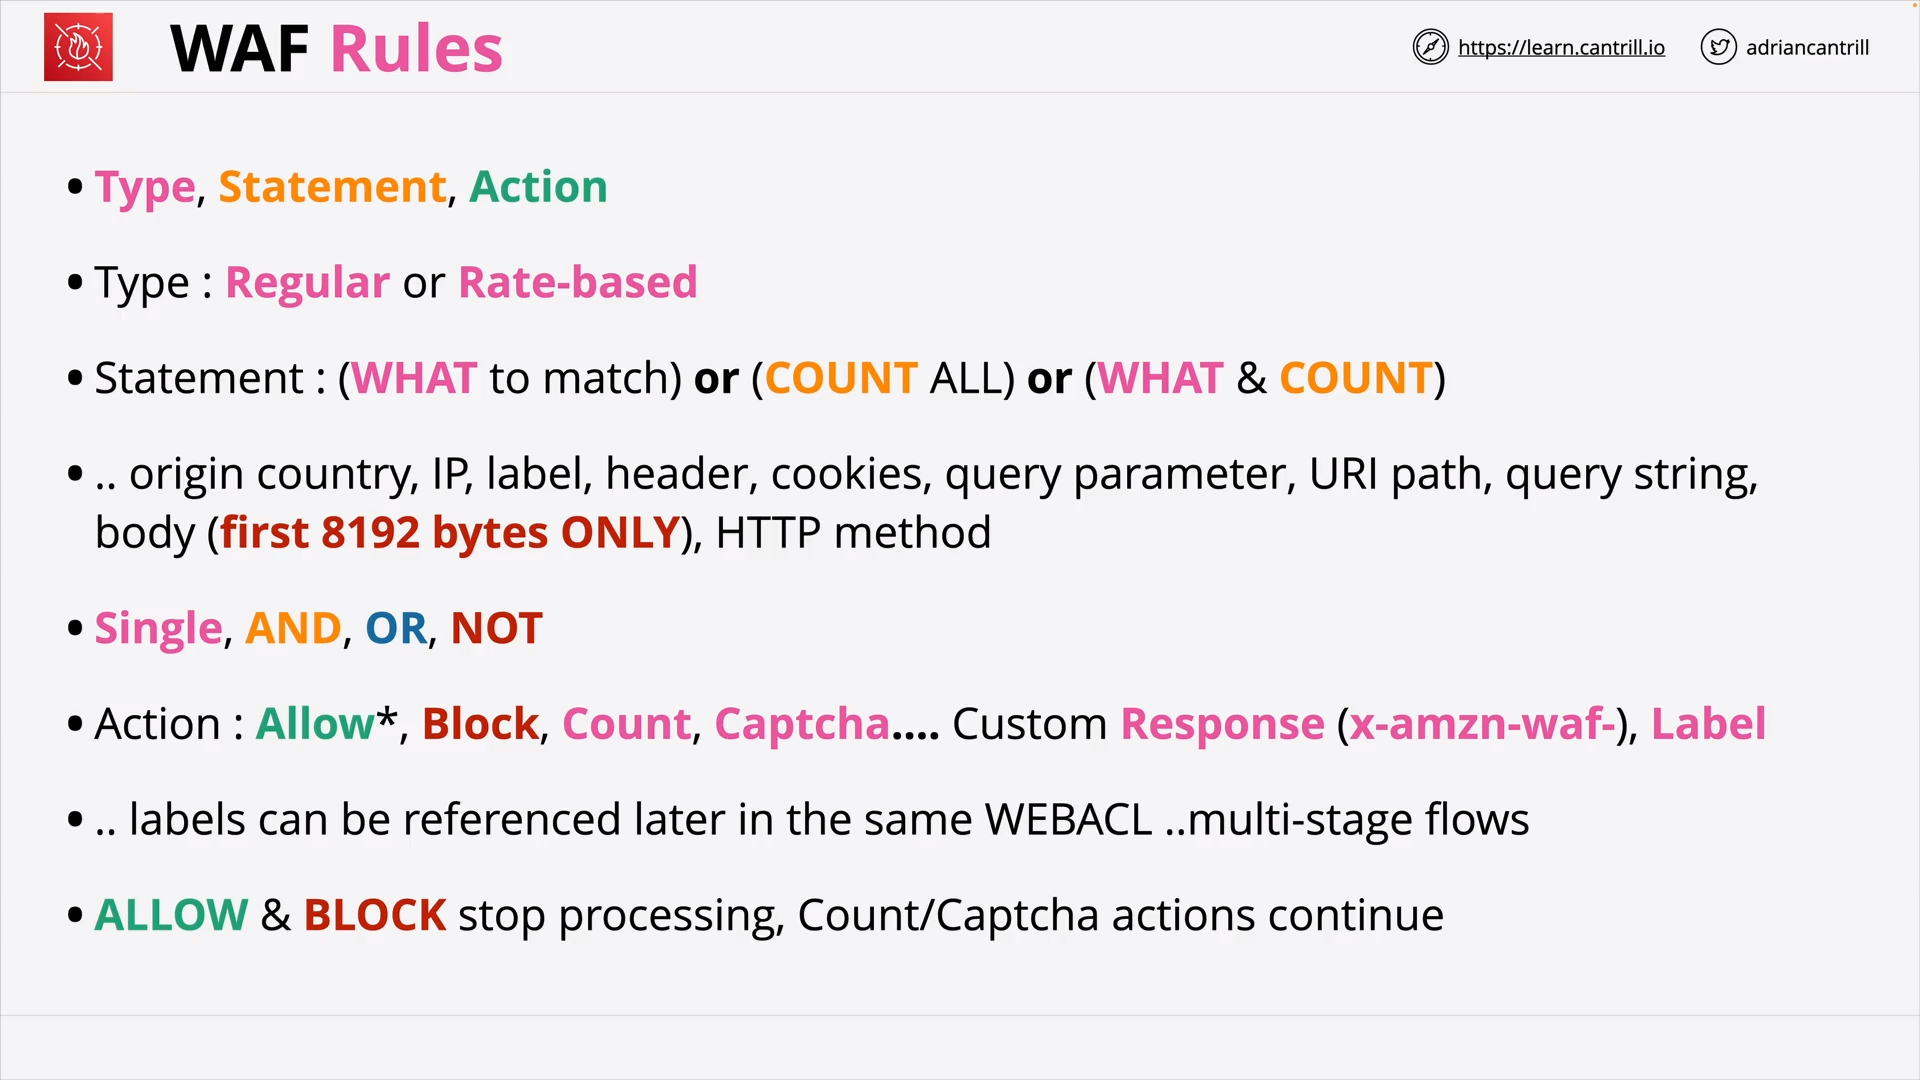 WAF Rules
https://learn.cantrill.io
adriancantrill
• Type, Statement, Action
• Type : Regular or Rate-based
• Statement : (WHAT to match) or (COUNT ALL) or (WHAT & COUNT)
• .. origin country, IP, label, header, cookies, query parameter, URI path, query string,
body (first 8192 bytes ONLY), HTTP method
• Single, AND, OR, NOT
• Action : Allow*, Block, Count, Captcha.... Custom Response (x-amzn-waf-), Label
• .. labels can be referenced later in the same WEBACL ..multi-stage flows
• ALLOW & BLOCK stop processing, Count/Captcha actions continue